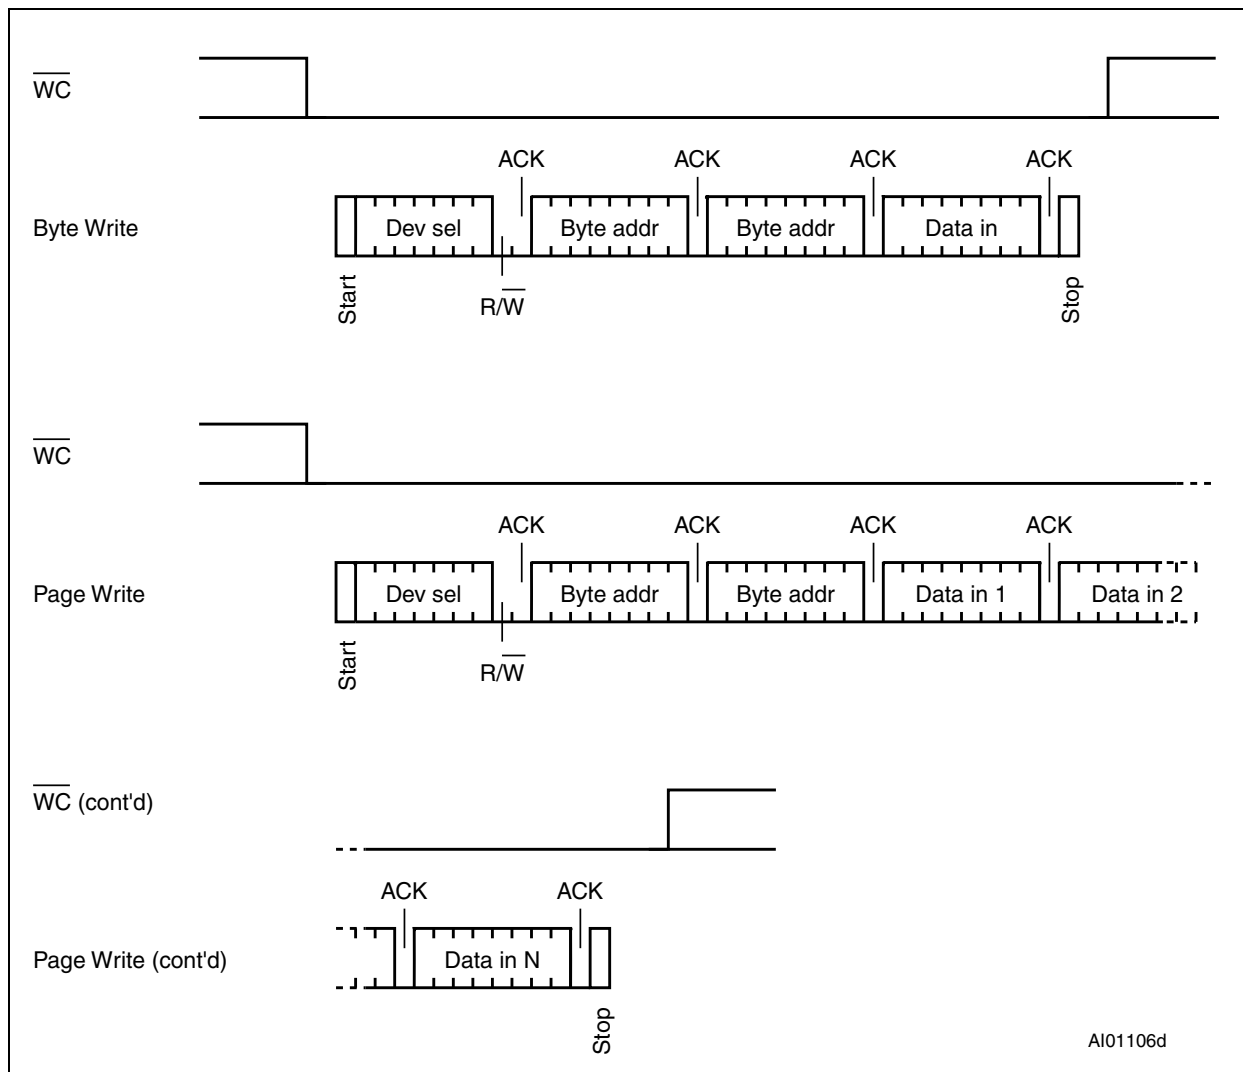 WC
ACK ACK ACK ACK
Byte Write Dev sel Byte addr Byte addr Data in
Start R/W Stop
WC
ACK ACK ACK ACK
Page Write Dev sel Byte addr Byte addr Data in 1 Data in 2
Start R/W
WC (cont'd)
ACK ACK
Page Write (cont'd) Data in N
Stop
AI01106d